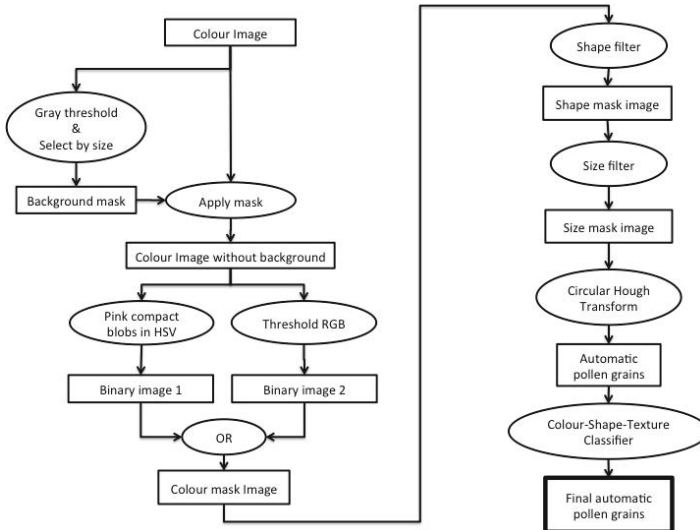 Colour Image
Gray threshold
&
Select by size
Background mask
Apply mask
Colour Image without background
Pink compact
blobs in HSV
Threshold RGB
Binary image 1
Binary image 2
OR
Colour mask Image
Shape filter
Shape mask image
Size filter
Size mask image
Circular Hough
Transform
Automatic
pollen grains
Colour-Shape-Texture
Classifier
Final automatic
pollen grains